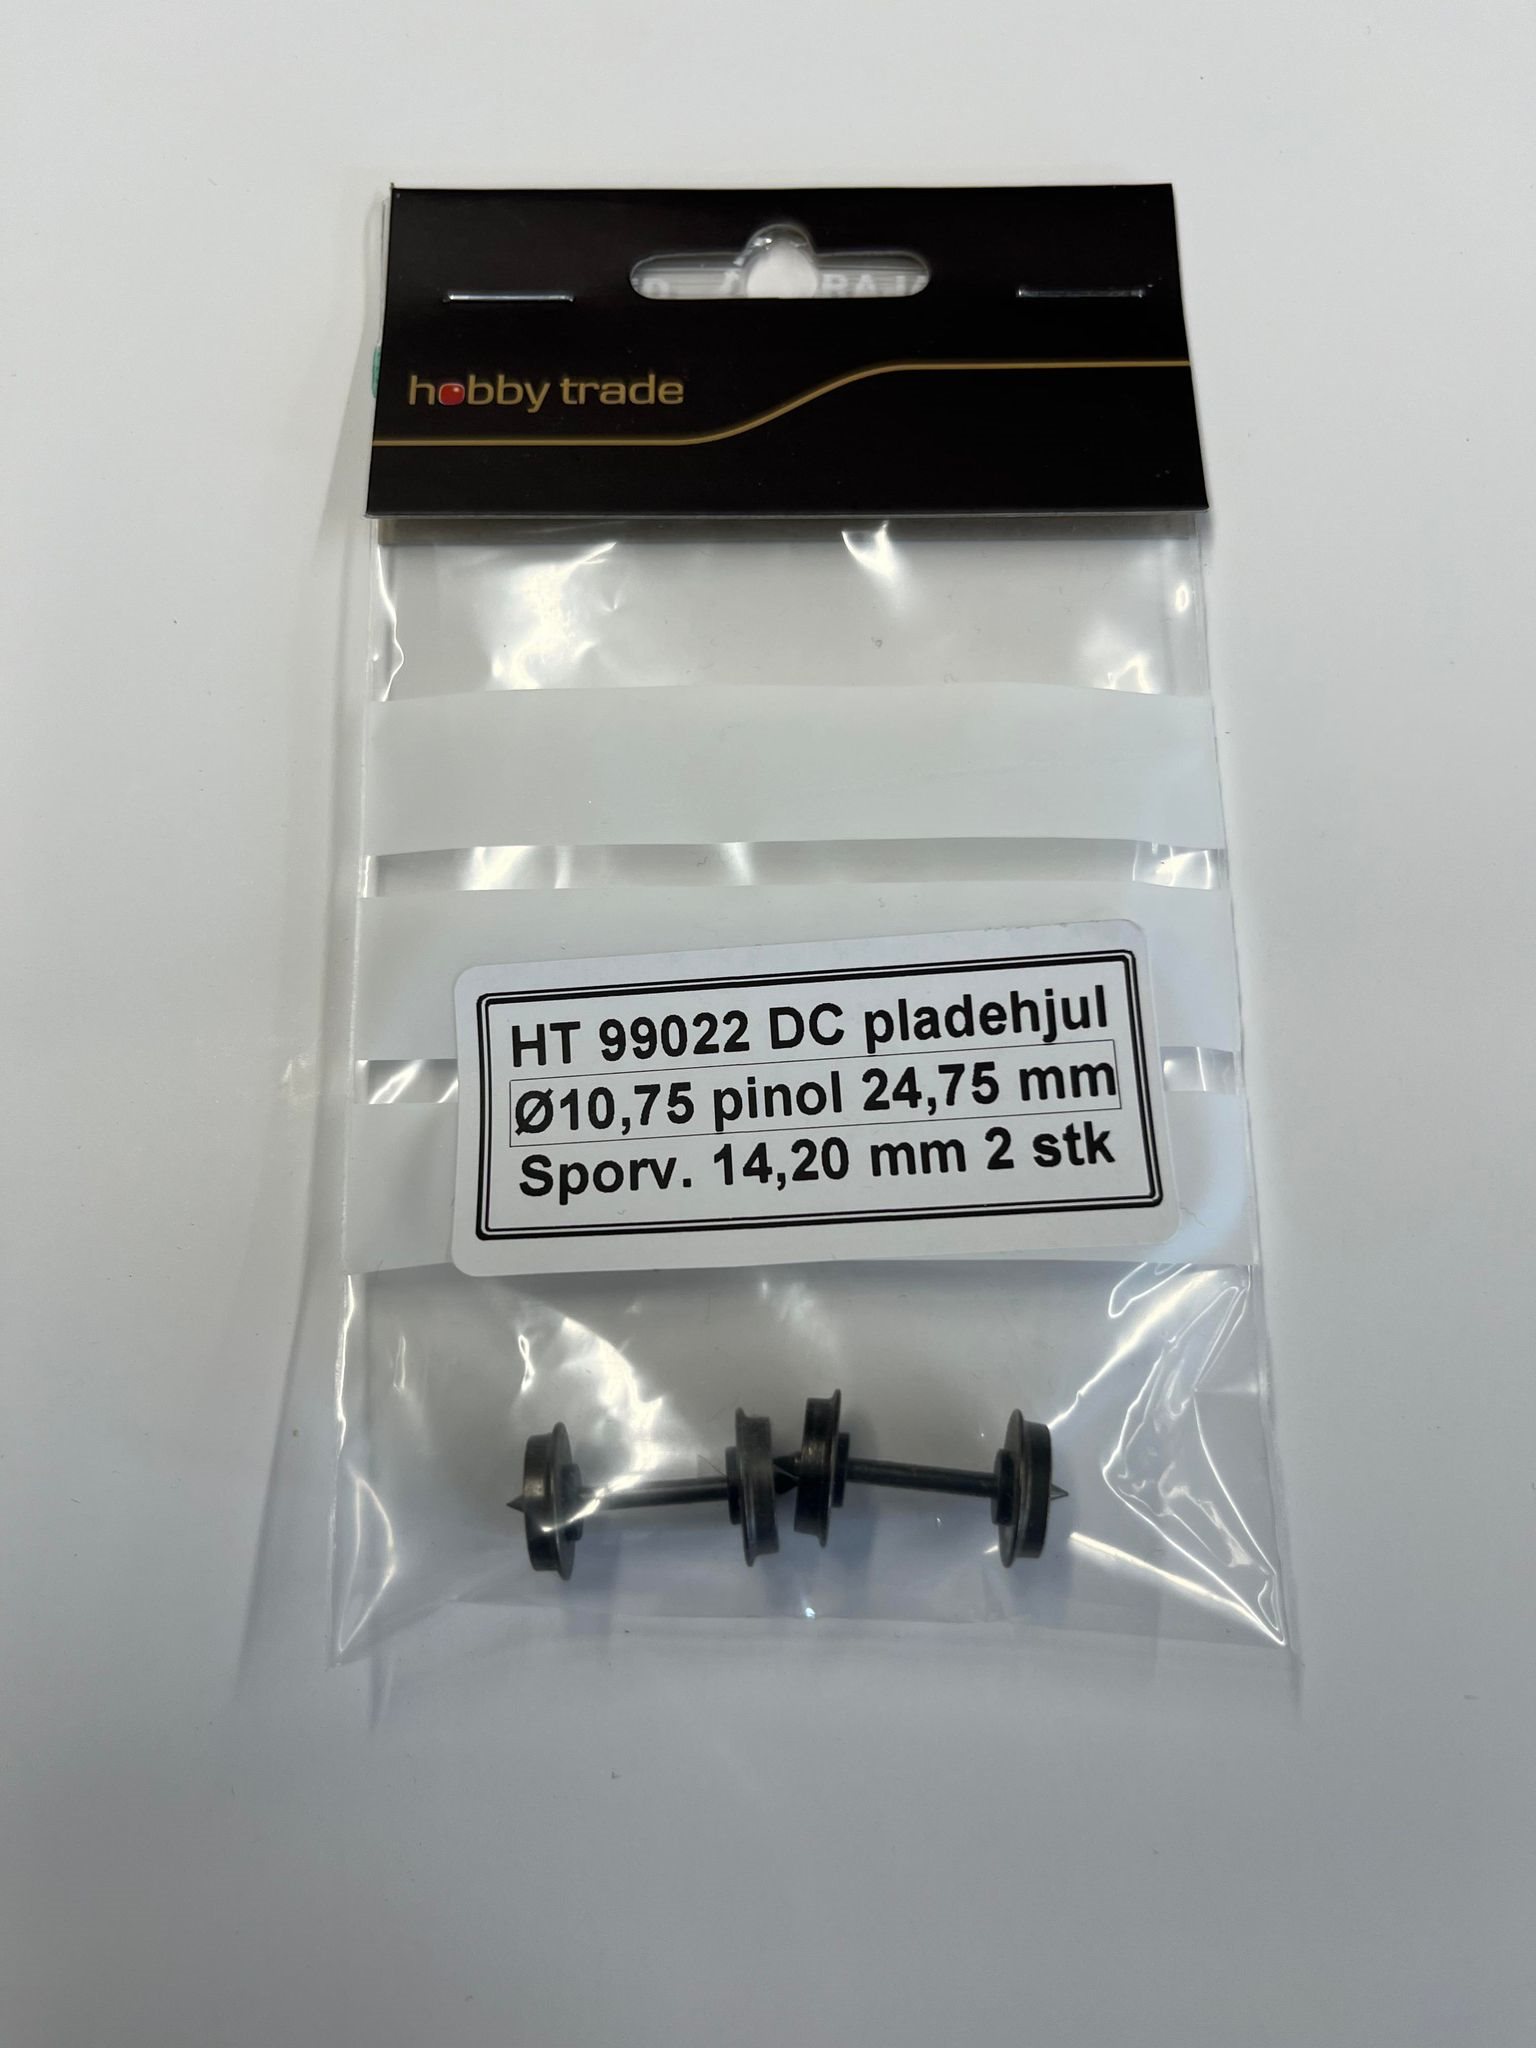 hobby trade
HT 99022 DC pladehjul
Ø10,75 pinol 24,75 mm
Sporv. 14,20 mm 2 stk